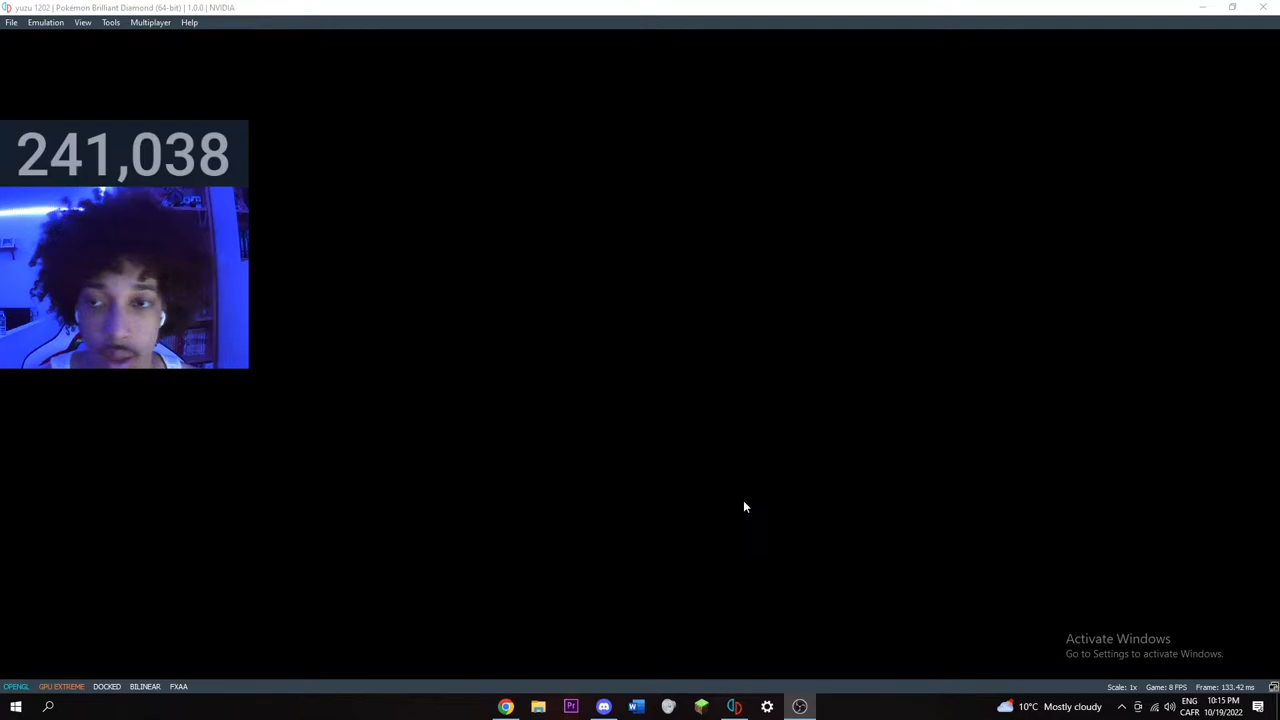 yuzu 1202 | Pokémon Brilliant Diamond (64-bit) | 1.0.0 | NVIDIA
File Emulation View Tools Multiplayer Help
241,038
Activate Windows
Go to Settings to activate Windows.
OPENGL GPU EXTREME DOCKED BILINEAR FXAA Scale: 1x Game: 8 FPS Frame: 133.42 ms
Pr W 10°C Mostly cloudy ENG 10:15 PM
CAFR 10/19/2022